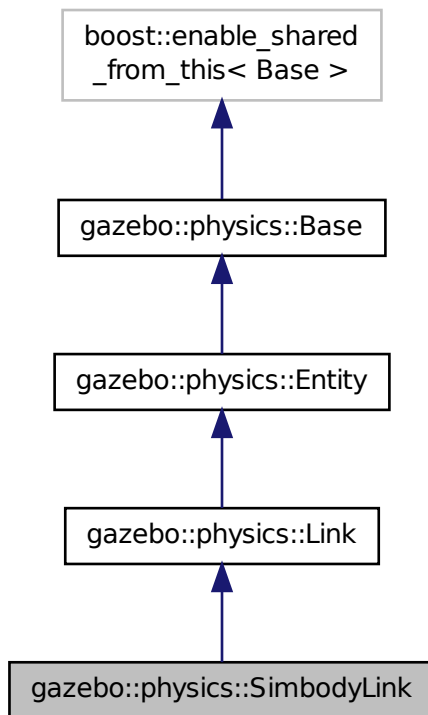 boost::enable_shared
_from_this< Base >
gazebo::physics::Base
gazebo::physics::Entity
gazebo::physics::Link
gazebo::physics::SimbodyLink